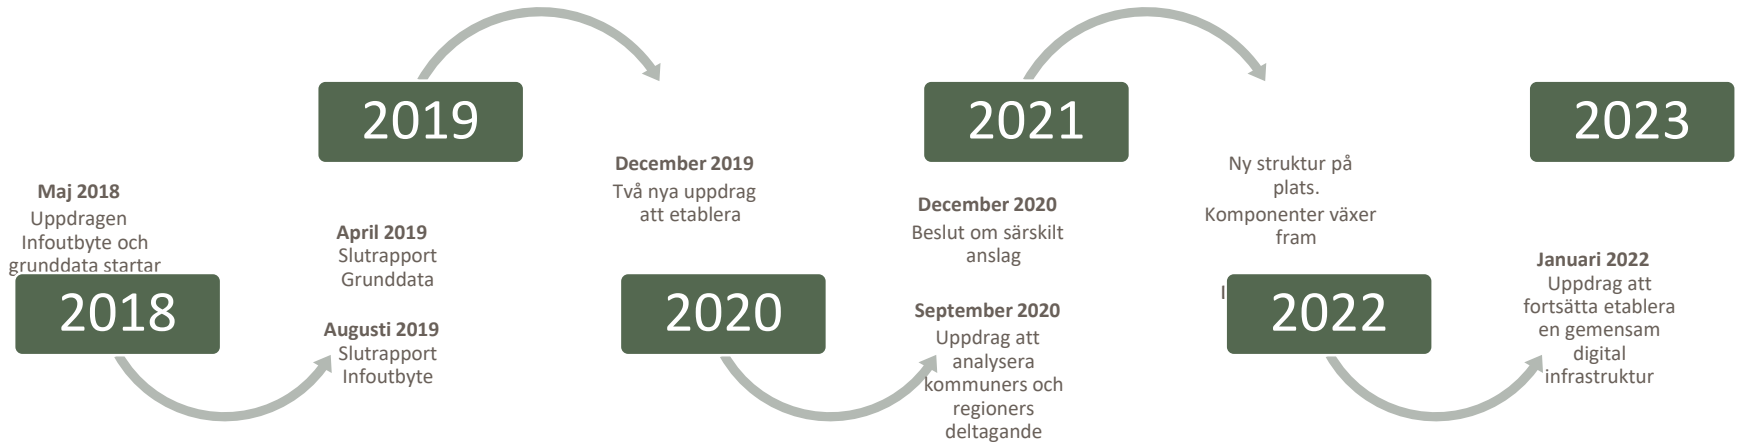 Maj 2018
Uppdragen
Infoutbyte och
grunddata startar
2018
2019
April 2019
Slutrapport
Grunddata
Augusti 2019
Slutrapport
Infoutbyte
December 2019
Två nya uppdrag
att etablera
2020
2021
December 2020
Beslut om särskilt
anslag
September 2020
Uppdrag att
analysera
kommuners och
regioners
deltagande
Ny struktur på
plats.
Komponenter växer
fram
2022
2023
Januari 2022
Uppdrag att
fortsätta etablera
en gemensam
digital
infrastruktur